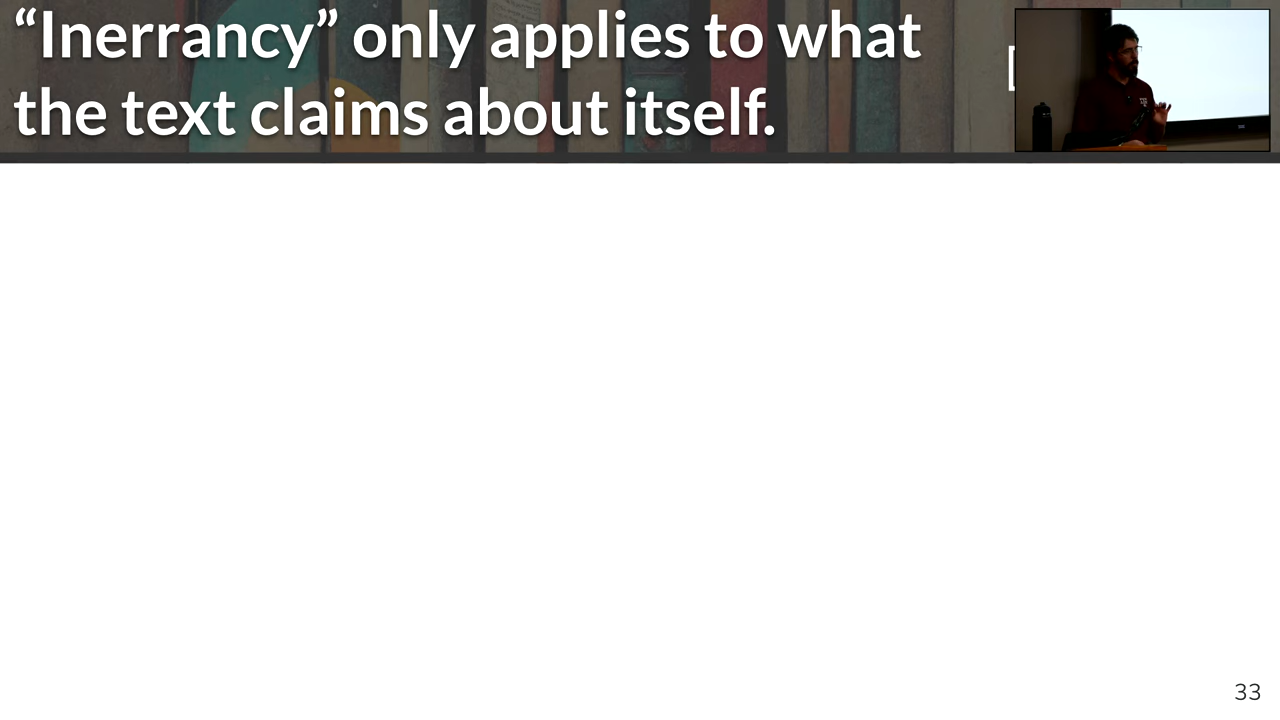 “Inerrancy” only applies to what
the text claims about itself.
33